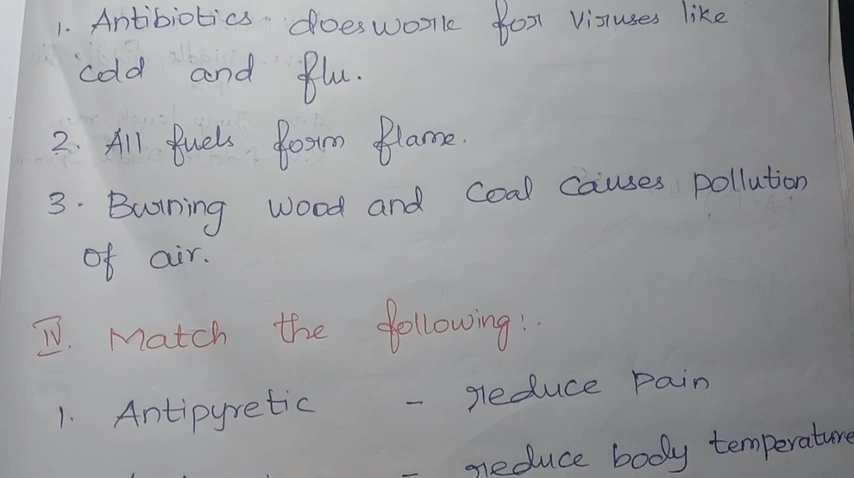 1. Antibiotics does work for viruses like
cold and flu.
2. All fuels form flame.
3. Burning wood and coal causes pollution
of air.
IV. Match the following:
1. Antipyretic - reduce pain
- reduce body temperature